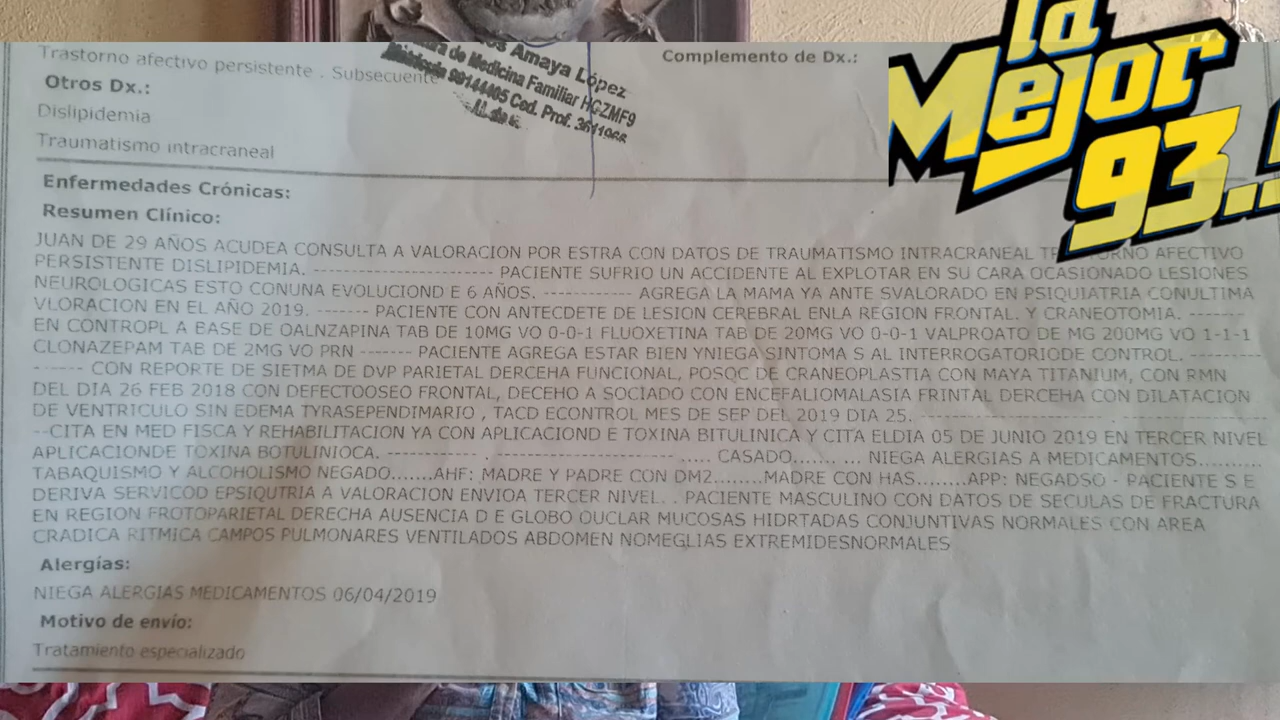 la
Mejor
93..
os Amaya López
Medicina Familiar HGZMF9
99144405 Ced. Prof. 3611968
Trastorno afectivo persistente . Subsecuente
Complemento de Dx.:
Otros Dx.:
Dislipidemia
Traumatismo intracraneal
Enfermedades Crónicas:
Resumen Clínico:
JUAN DE 29 AÑOS ACUDEA CONSULTA A VALORACION POR ESTRA CON DATOS DE TRAUMATISMO INTRACRANEAL AFECTIVO
PERSISTENTE DISLIPIDEMIA. -------------------- PACIENTE SUFRIO UN ACCIDENTE AL EXPLOTAR EN SU CARA OCASIONADO LESIONES
NEUROLOGICAS ESTO CONUNA EVOLUCIOND E 6 AÑOS. ----------- AGREGA LA MAMA YA ANTE SVALORADO EN PSIQUIATRIA CONULTIMA
VLORACION EN EL AÑO 2019. ------- PACIENTE CON ANTECDETE DE LESION CEREBRAL ENLA REGION FRONTAL. Y CRANEOTOMIA. -------
EN CONTROPL A BASE DE OALNZAPINA TAB DE 10MG VO 0-0-1 FLUOXETINA TAB DE 20MG VO 0-0-1 VALPROATO DE MG 200MG VO 1-1-1
CLONAZEPAM TAB DE 2MG VO PRN ------- PACIENTE AGREGA ESTAR BIEN YNIEGA SINTOMA S AL INTERROGATORIODE CONTROL. ---------
------ CON REPORTE DE SIETMA DE DVP PARIETAL DERCEHA FUNCIONAL, POSOC DE CRANEOPLASTIA CON MAYA TITANIUM, CON RMN
DEL DIA 26 FEB 2018 CON DEFECTOOSEO FRONTAL, DECEHO A SOCIADO CON ENCEFALIOMALASIA FRINTAL DERCEHA CON DILATACION
DE VENTRICULO SIN EDEMA TYRASEPENDIMARIO , TACD ECONTROL MES DE SEP DEL 2019 DIA 25. ---------------
--CITA EN MED FISCA Y REHABILITACION YA CON APLICACIOND E TOXINA BITULINICA Y CITA ELDIA 05 DE JUNIO 2019 EN TERCER NIVEL
APLICACIONDE TOXINA BOTULINIOCA. ---------- . -------------------- ..... CASADO....... ... NIEGA ALERGIAS A MEDICAMENTOS..........
TABAQUISMO Y ALCOHOLISMO NEGADO.......AHF: MADRE Y PADRE CON DM2........MADRE CON HAS........APP: NEGADSO - PACIENTE S E
DERIVA SERVICOD EPSIQUTRIA A VALORACION ENVIOA TERCER NIVEL. . PACIENTE MASCULINO CON DATOS DE SECULAS DE FRACTURA
EN REGION FROTOPARIETAL DERECHA AUSENCIA D E GLOBO OUCLAR MUCOSAS HIDRTADAS CONJUNTIVAS NORMALES CON AREA
CRADICA RITMICA CAMPOS PULMONARES VENTILADOS ABDOMEN NOMEGLIAS EXTREMIDESNORMALES
Alergías:
NIEGA ALERGIAS MEDICAMENTOS 06/04/2019
Motivo de envío:
Tratamiento especializado